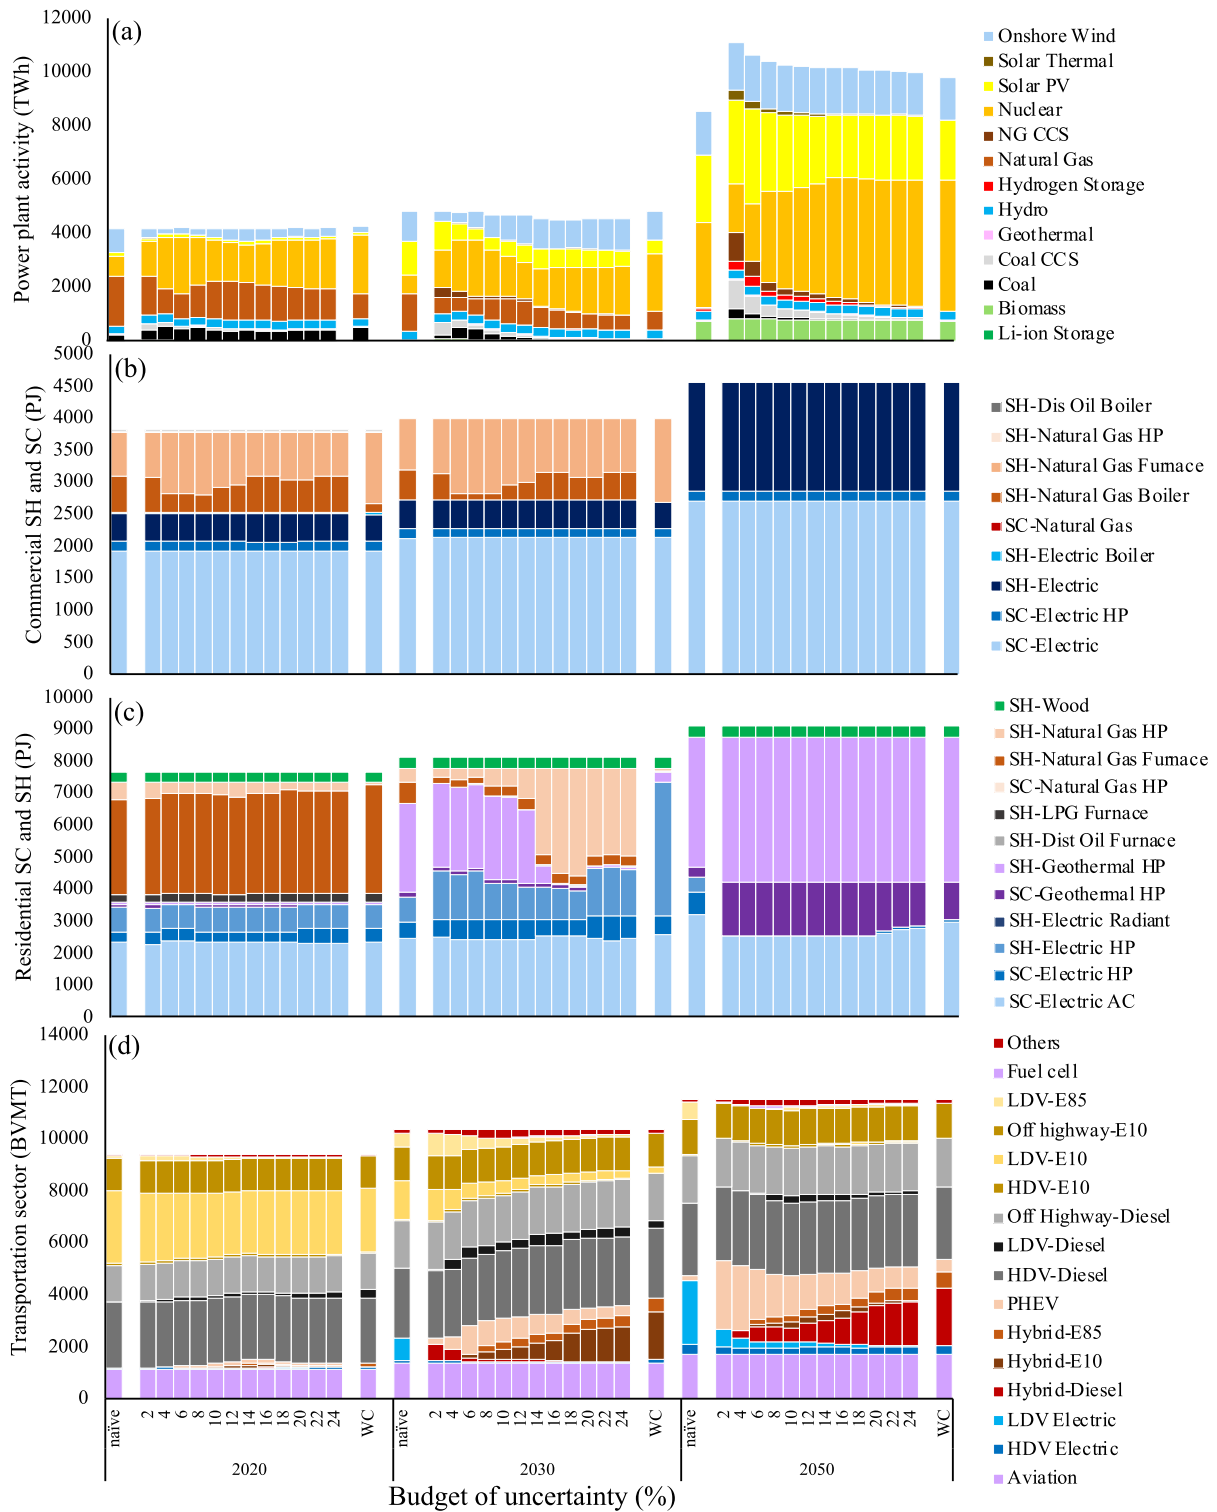 (a)
Power plant activity (TWh)
12000
10000
8000
6000
4000
2000
0
Onshore Wind
Solar Thermal
Solar PV
Nuclear
NG CCS
Natural Gas
Hydrogen Storage
Hydro
Geothermal
Coal CCS
Coal
Biomass
Li-ion Storage
(b)
Commercial SH and SC (PJ)
5000
4500
4000
3500
3000
2500
2000
1500
1000
500
0
SH-Dis Oil Boiler
SH-Natural Gas HP
SH-Natural Gas Furnace
SH-Natural Gas Boiler
SC-Natural Gas
SH-Electric Boiler
SH-Electric
SC-Electric HP
SC-Electric
(c)
Residential SC and SH (PJ)
10000
9000
8000
7000
6000
5000
4000
3000
2000
1000
0
SH-Wood
SH-Natural Gas HP
SH-Natural Gas Furnace
SC-Natural Gas HP
SH-LPG Furnace
SH-Dist Oil Furnace
SH-Geothermal HP
SC-Geothermal HP
SH-Electric Radiant
SH-Electric HP
SC-Electric HP
SC-Electric AC
(d)
Transportation sector (BVMT)
14000
12000
10000
8000
6000
4000
2000
0
Others
Fuel cell
LDV-E85
Off highway-E10
LDV-E10
HDV-E10
Off Highway-Diesel
LDV-Diesel
HDV-Diesel
PHEV
Hybrid-E85
Hybrid-E10
Hybrid-Diesel
LDV Electric
HDV Electric
Aviation
naïve 2 4 6 8 10 12 14 16 18 20 22 24 WC naïve 2 4 6 8 10 12 14 16 18 20 22 24 WC naïve 2 4 6 8 10 12 14 16 18 20 22 24 WC
2020 2030 2050
Budget of uncertainty (%)